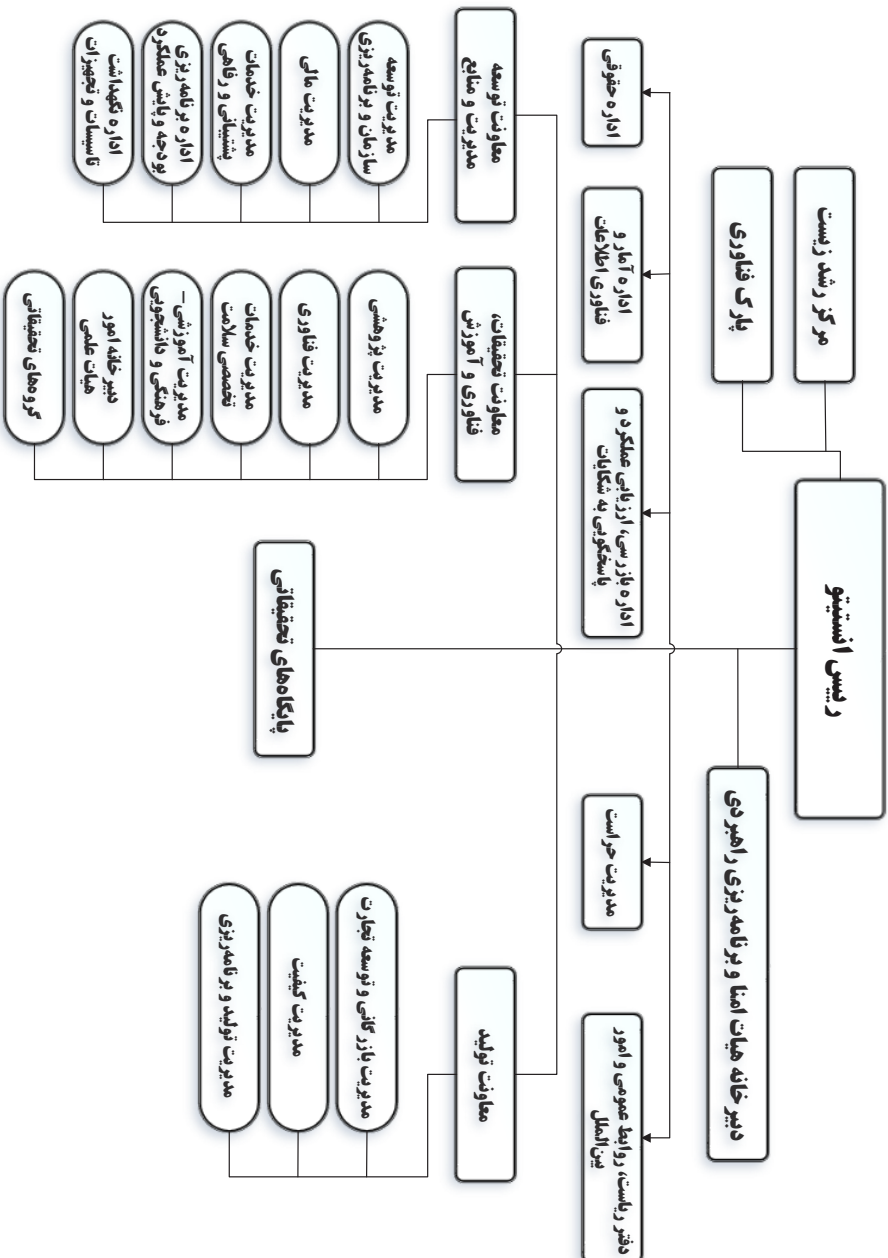 رییس انستیتو
مرکز رشد زیست
پارک فناوری
دبیرخانه هیات امنا و برنامه‌ریزی راهبردی
دفتر ریاست، روابط عمومی و امور
بین‌الملل
مدیریت حراست
اداره بازرسی، ارزیابی عملکرد و
پاسخگویی به شکایات
اداره آمار و
فناوری اطلاعات
اداره حقوقی
معاونت تولید
مدیریت بازرگانی و توسعه تجارت
مدیریت کیفیت
مدیریت تولید و برنامه‌ریزی
معاونت تحقیقات،
فناوری و آموزش
مدیریت پژوهشی
مدیریت فناوری
مدیریت خدمات
تخصصی سلامت
مدیریت آموزشی –
فرهنگی و دانشجویی
دبیرخانه امور
هیات علمی
گروه‌های تحقیقاتی
معاونت توسعه
مدیریت و منابع
مدیریت توسعه
سازمان و برنامه‌ریزی
مدیریت مالی
مدیریت خدمات
پشتیبانی و رفاهی
اداره برنامه‌ریزی
بودجه و پایش عملکرد
اداره نگهداشت
تاسیسات و تجهیزات
پایگاه‌های تحقیقاتی